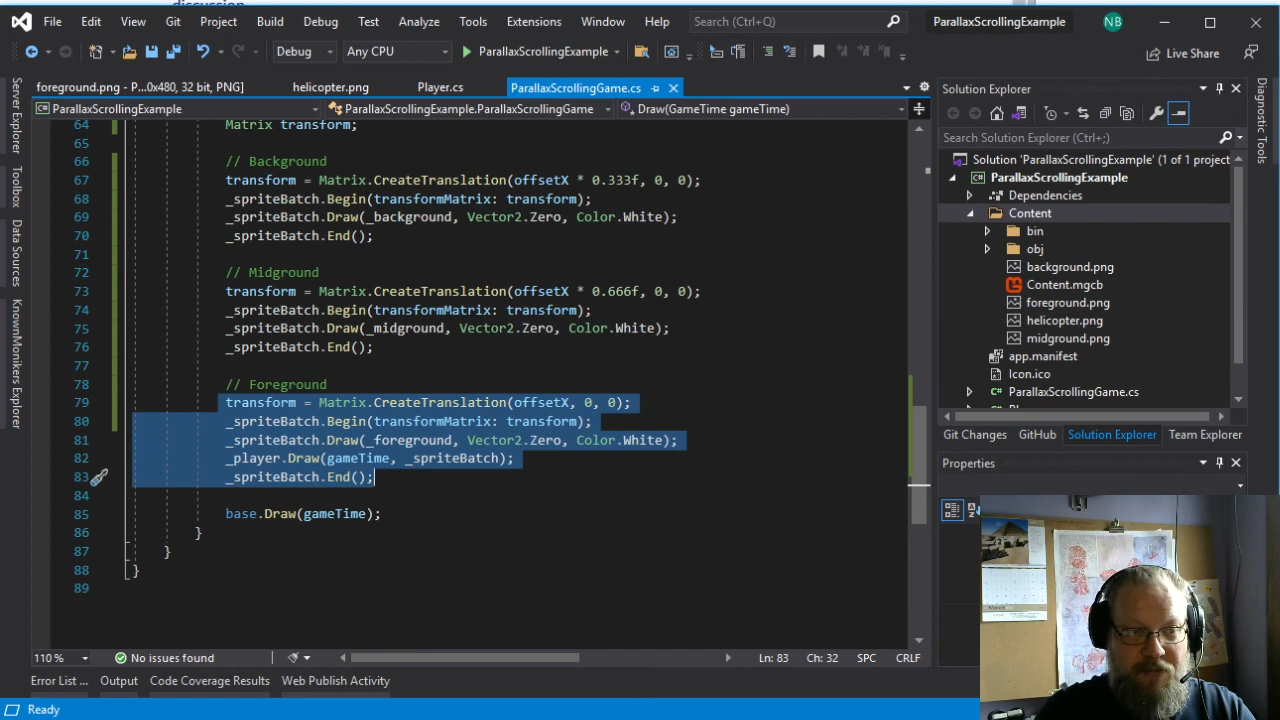 discussion
File Edit View Git Project Build Debug Test Analyze Tools Extensions Window Help Search (Ctrl+Q) ParallaxScrollingExample NB
Debug Any CPU ParallaxScrollingExample Live Share
foreground.png - P...0x480, 32 bit, PNG] helicopter.png Player.cs ParallaxScrollingGame.cs
ParallaxScrollingExample ParallaxScrollingExample.ParallaxScrollingGame Draw(GameTime gameTime)
Server Explorer
Toolbox
Data Sources
KnownMonikers Explorer
64 Matrix transform;
65
66 // Background
67 transform = Matrix.CreateTranslation(offsetX * 0.333f, 0, 0);
68 _spriteBatch.Begin(transformMatrix: transform);
69 _spriteBatch.Draw(_background, Vector2.Zero, Color.White);
70 _spriteBatch.End();
71
72 // Midground
73 transform = Matrix.CreateTranslation(offsetX * 0.666f, 0, 0);
74 _spriteBatch.Begin(transformMatrix: transform);
75 _spriteBatch.Draw(_midground, Vector2.Zero, Color.White);
76 _spriteBatch.End();
77
78 // Foreground
79 transform = Matrix.CreateTranslation(offsetX, 0, 0);
80 _spriteBatch.Begin(transformMatrix: transform);
81 _spriteBatch.Draw(_foreground, Vector2.Zero, Color.White);
82 _player.Draw(gameTime, _spriteBatch);
83 _spriteBatch.End();
84
85 base.Draw(gameTime);
86 }
87 }
88 }
89
110 % No issues found Ln: 83 Ch: 32 SPC CRLF
Error List ... Output Code Coverage Results Web Publish Activity
Ready
Solution Explorer
Search Solution Explorer (Ctrl+;)
Solution 'ParallaxScrollingExample' (1 of 1 project
ParallaxScrollingExample
Dependencies
Content
bin
obj
background.png
Content.mgcb
foreground.png
helicopter.png
midground.png
app.manifest
Icon.ico
ParallaxScrollingGame.cs
Git Changes GitHub Solution Explorer Team Explorer
Properties
Diagnostic Tools